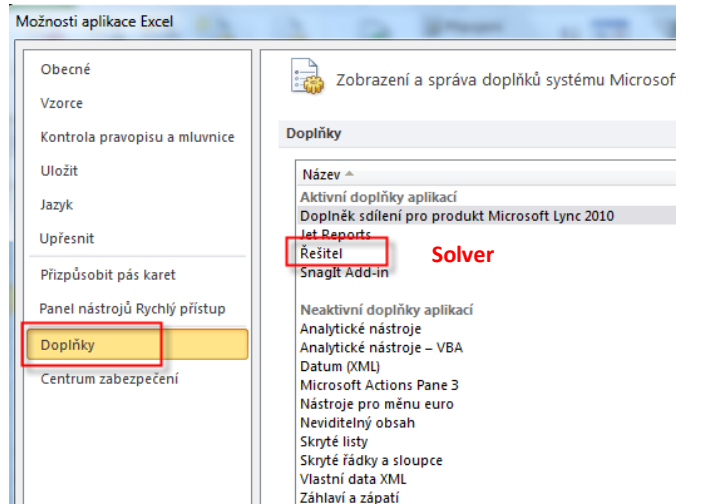 Možnosti aplikace Excel
Obecné
Vzorce
Kontrola pravopisu a mluvnice
Uložit
Jazyk
Upřesnit
Přizpůsobit pás karet
Panel nástrojů Rychlý přístup
Doplňky
Centrum zabezpečení
Zobrazení a správa doplňků systému Microsof
Doplňky
Název
Aktivní doplňky aplikací
Doplněk sdílení pro produkt Microsoft Lync 2010
Jet Reports
Řešitel
Solver
SnagIt Add-in
Neaktivní doplňky aplikací
Analytické nástroje
Analytické nástroje – VBA
Datum (XML)
Microsoft Actions Pane 3
Nástroje pro měnu euro
Neviditelný obsah
Skryté listy
Skryté řádky a sloupce
Vlastní data XML
Záhlaví a zápatí